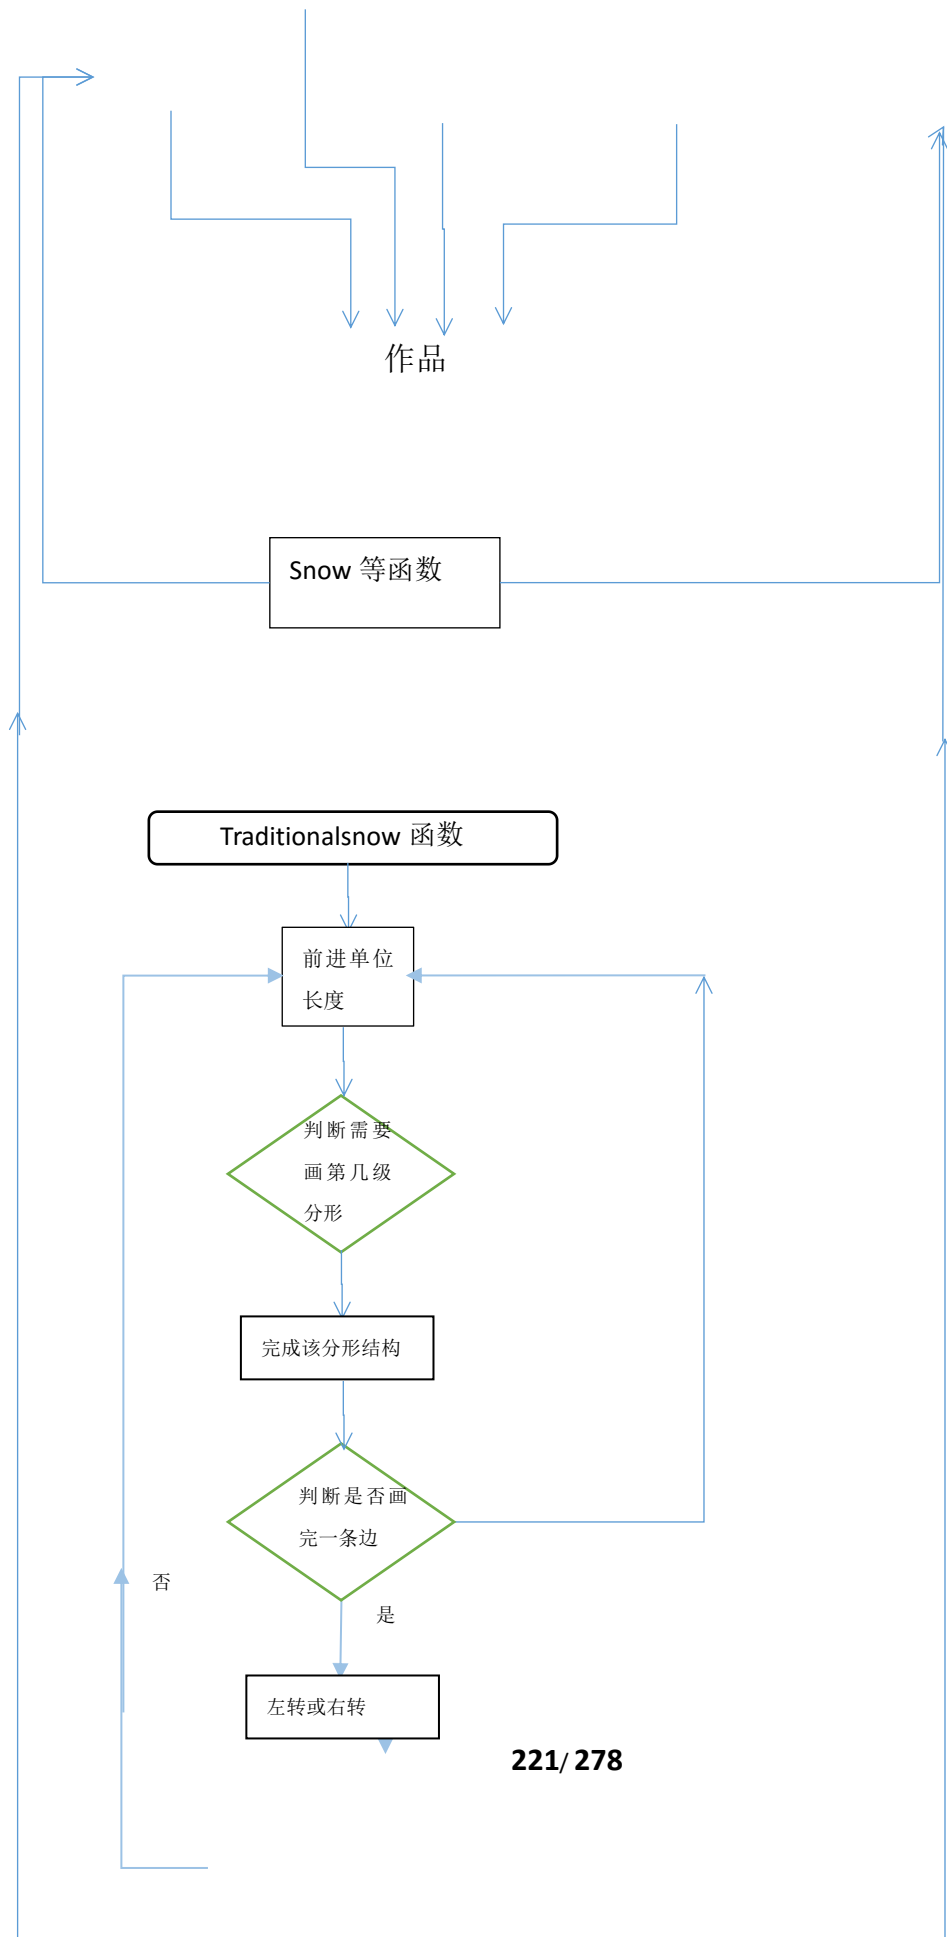 作品
Snow 等函数
Traditionalsnow 函数
前进单位
长度
判断需要
画第几级
分形
完成该分形结构
判断是否画
完一条边
否
是
左转或右转
221/ 278